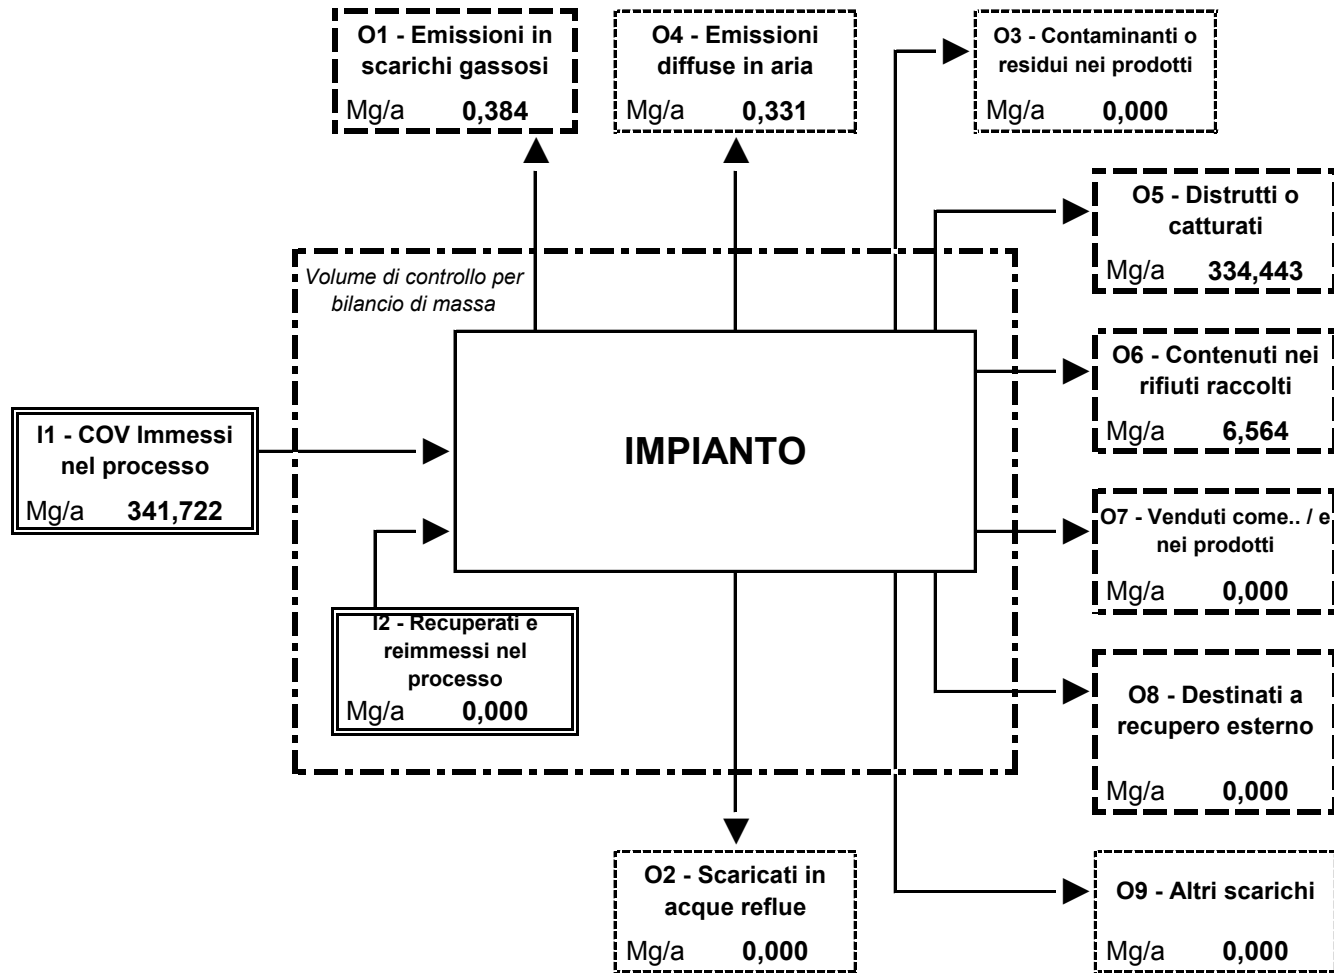 O1 - Emissioni in
scarichi gassosi
Mg/a 0,384
O4 - Emissioni
diffuse in aria
Mg/a 0,331
O3 - Contaminanti o
residui nei prodotti
Mg/a 0,000
O5 - Distrutti o
catturati
Mg/a 334,443
Volume di controllo per
bilancio di massa
IMPIANTO
O6 - Contenuti nei
rifiuti raccolti
Mg/a 6,564
I1 - COV Immessi
nel processo
Mg/a 341,722
O7 - Venduti come.. / e
nei prodotti
Mg/a 0,000
I2 - Recuperati e
reimmessi nel
processo
Mg/a 0,000
O8 - Destinati a
recupero esterno
Mg/a 0,000
O2 - Scaricati in
acque reflue
Mg/a 0,000
O9 - Altri scarichi
Mg/a 0,000